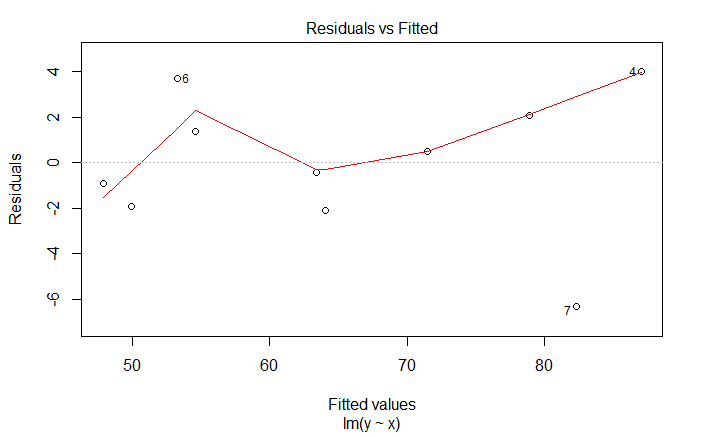 Residuals vs Fitted
Residuals
4
2
0
-2
-4
-6
6
4
7
50 60 70 80
Fitted values
lm(y ~ x)